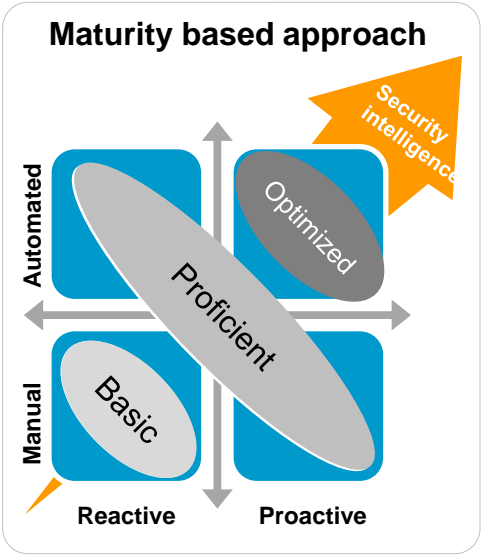 Maturity based approach
Security
intelligence
Automated
Optimized
Proficient
Manual
Basic
Reactive
Proactive